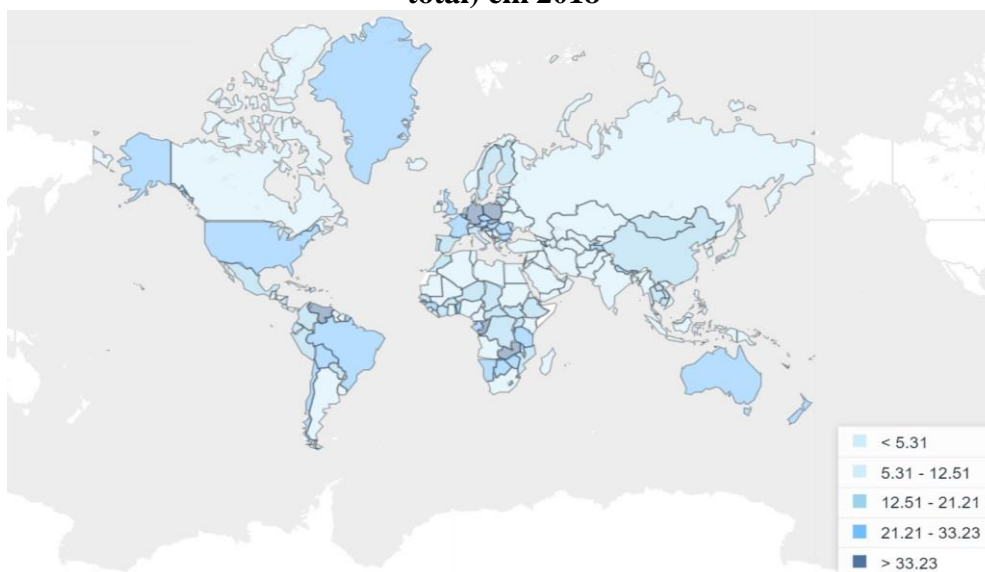 total) em 2018
< 5.31
5.31 - 12.51
12.51 - 21.21
21.21 - 33.23
> 33.23